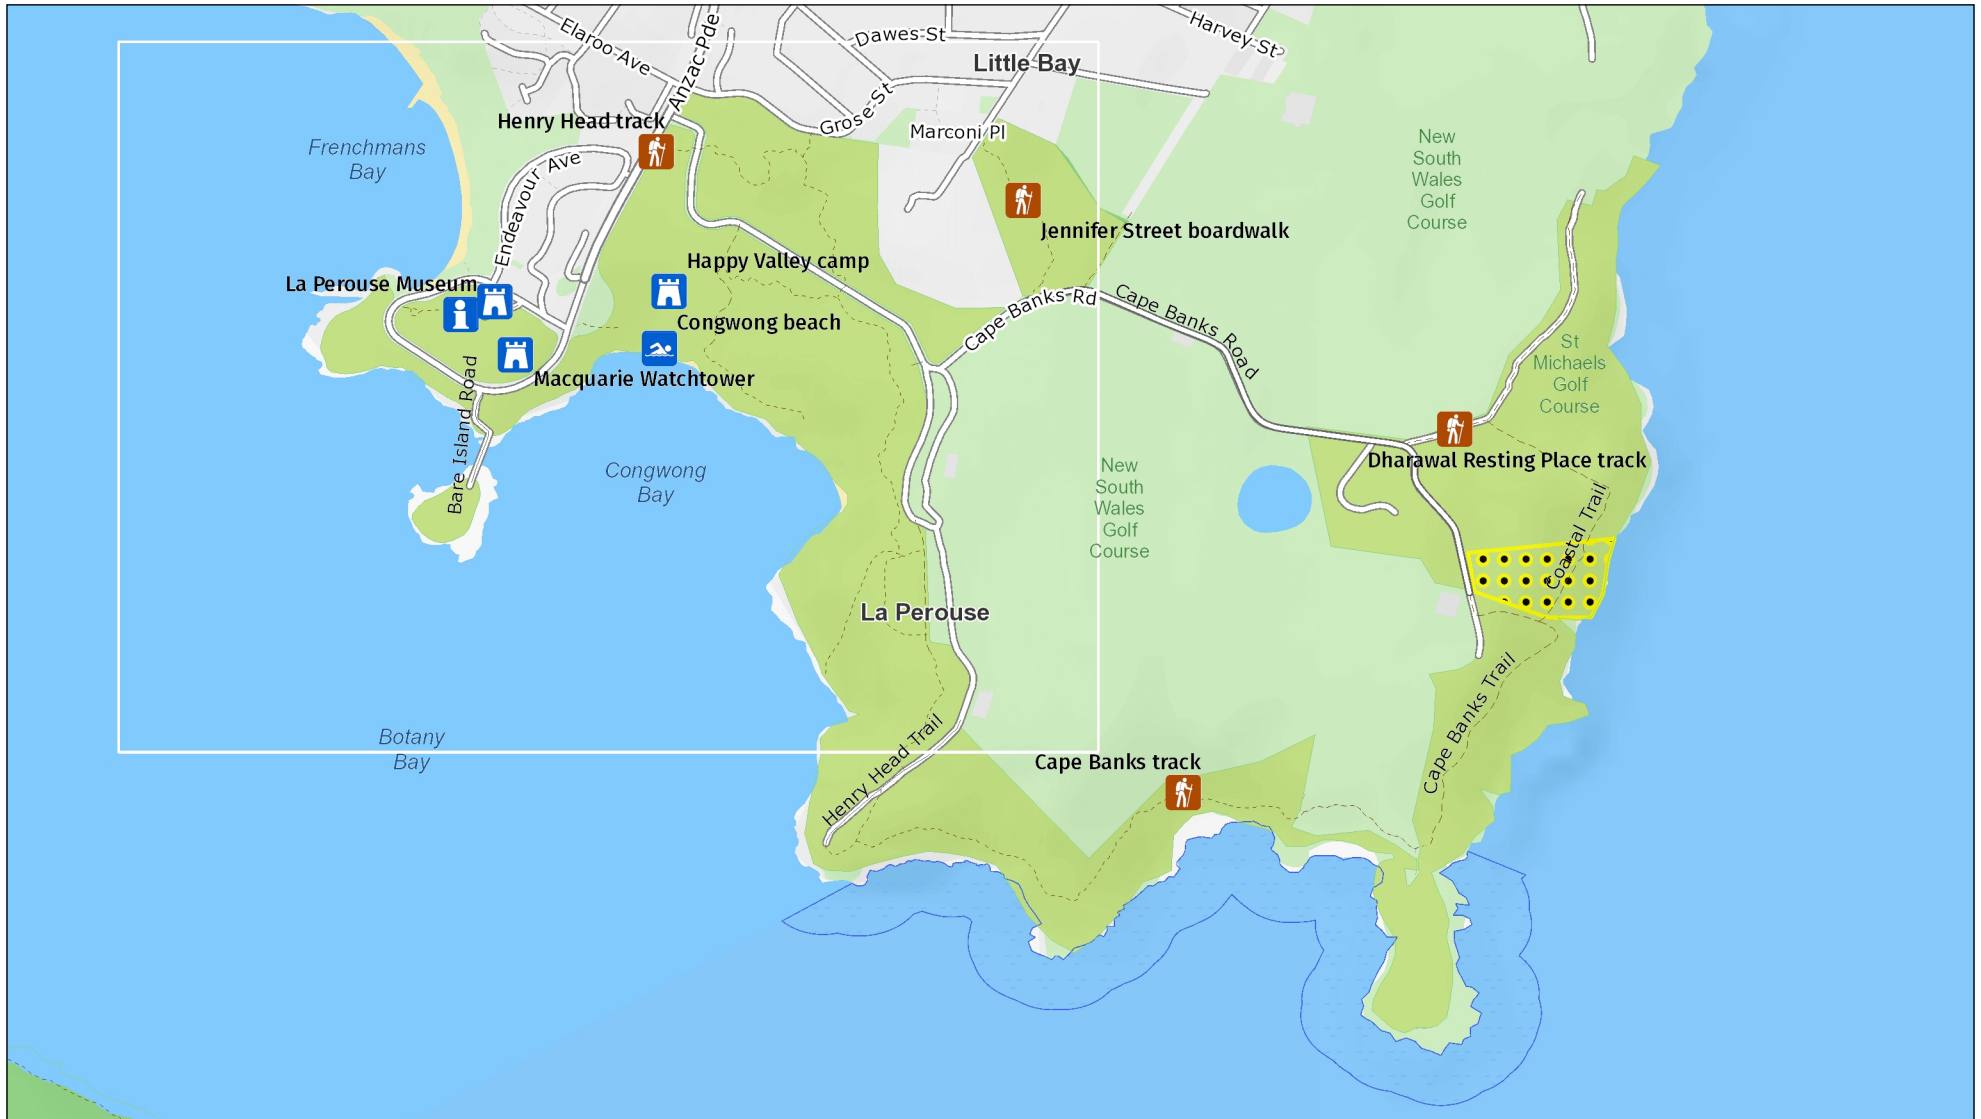 Elaroo Ave
Anzac Pde
Dawes St
Harvey St
Little Bay
Grose St
Henry Head track
Marconi Pl
Frenchmans
Bay
Endeavour Ave
New
South
Wales
Golf
Course
Jennifer Street boardwalk
Happy Valley camp
La Perouse Museum
Cape Banks Rd
Cape Banks Road
Congwong beach
St
Michaels
Golf
Course
Macquarie Watchtower
Bare Island Road
Congwong
Bay
New
South
Wales
Golf
Course
Dharawal Resting Place track
Coastal Trail
La Perouse
Botany
Bay
Henry Head Trail
Cape Banks Trail
Cape Banks track